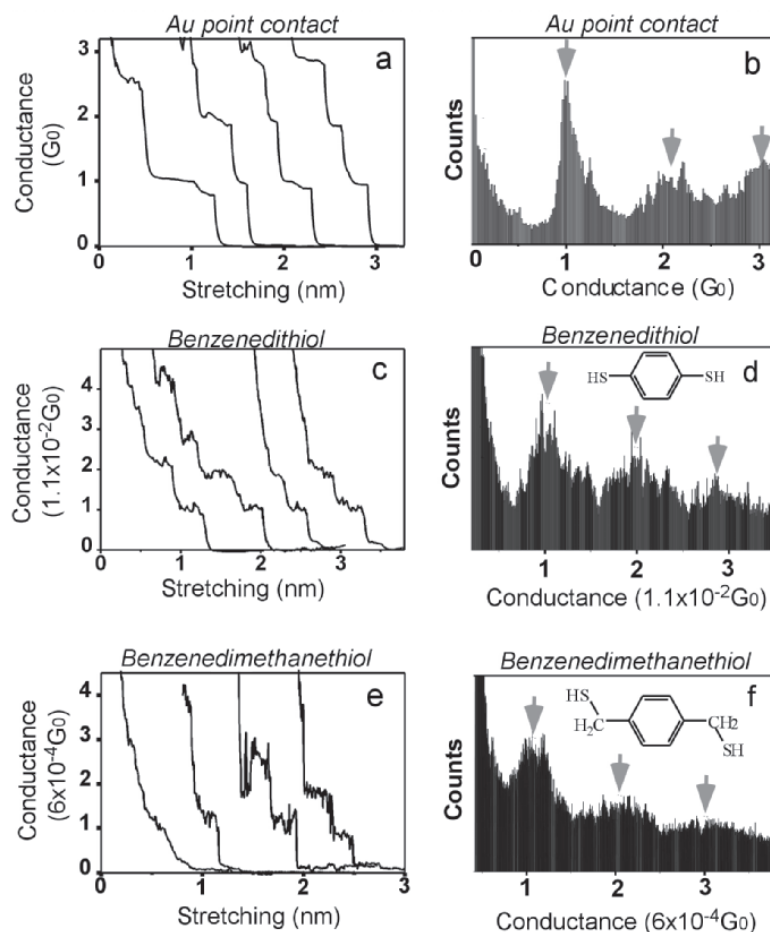 Au point contact
a
Conductance
(G₀)
3
2
1
0
0 1 2 3
Stretching (nm)
Au point contact
b
Counts
0 1 2 3
Conductance (G₀)
Benzenedithiol
c
Conductance
(1.1x10⁻²G₀)
4
3
2
1
0
1 2 3
Stretching (nm)
Benzenedithiol
d
HS SH
Counts
1 2 3
Conductance (1.1x10⁻²G₀)
Benzenedimethanethiol
e
Conductance
(6x10⁻⁴G₀)
4
3
2
1
0
1 2 3
Stretching (nm)
Benzenedimethanethiol
f
HS
H₂C CH₂
SH
Counts
1 2 3
Conductance (6x10⁻⁴G₀)